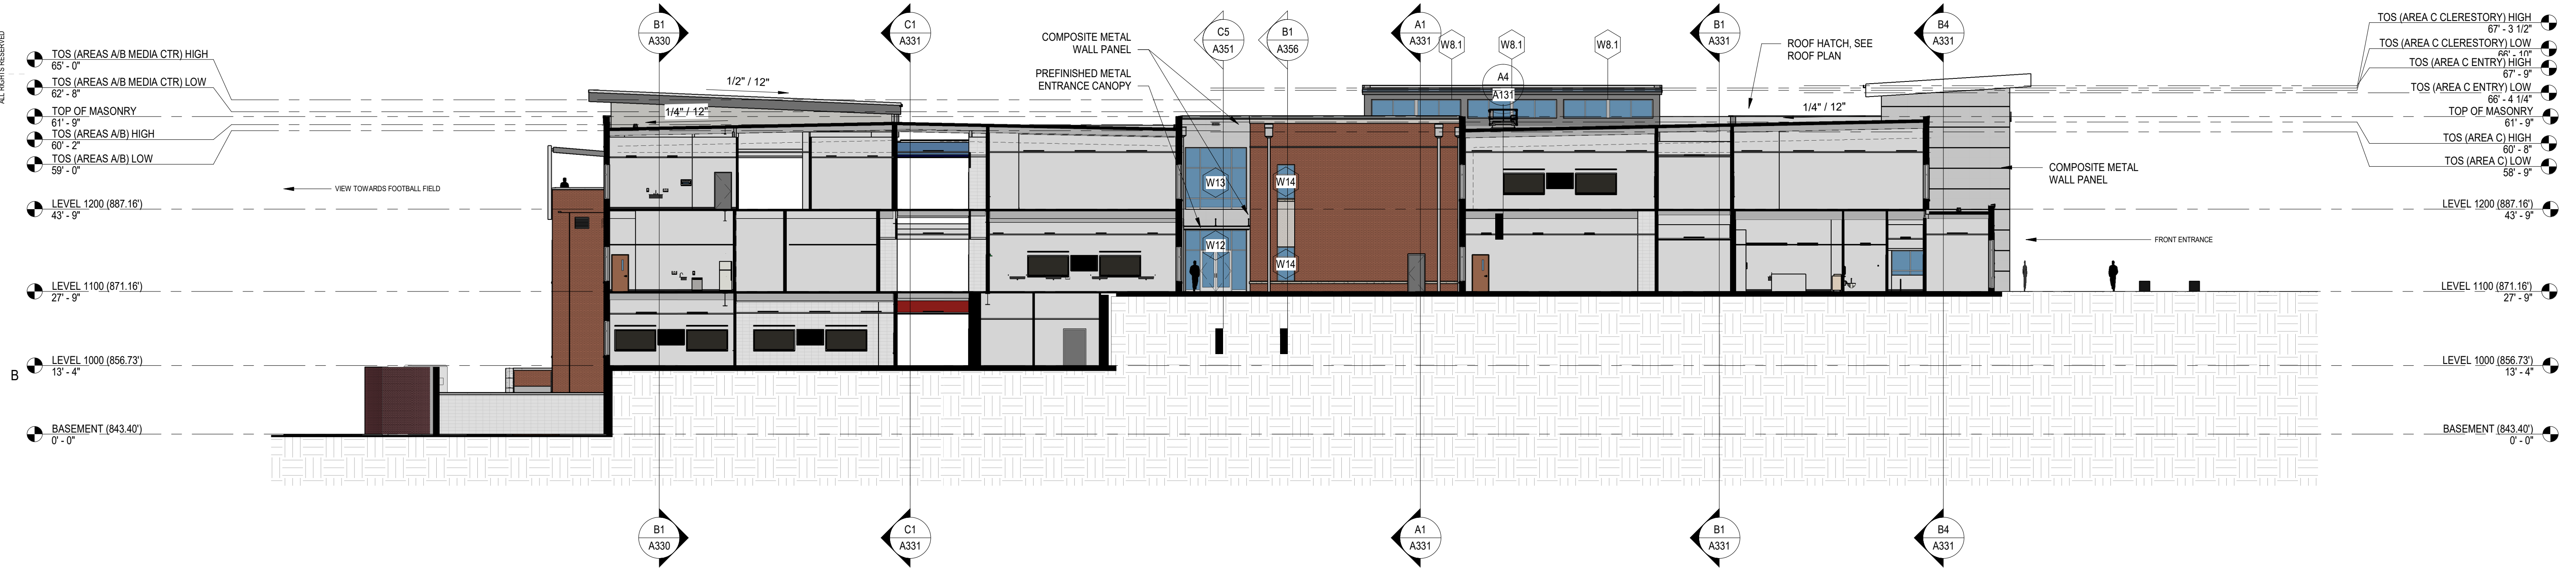 ALL RIGHTS RESERVED
B1
A330
C1
A331
C5
A351
B1
A356
A1
A331
W8.1
W8.1
W8.1
B1
A331
B4
A331
TOS (AREAS A/B MEDIA CTR) HIGH
65' - 0"
TOS (AREAS A/B MEDIA CTR) LOW
62' - 8"
TOP OF MASONRY
61' - 9"
TOS (AREAS A/B) HIGH
60' - 2"
TOS (AREAS A/B) LOW
59' - 0"
LEVEL 1200 (887.16')
43' - 9"
LEVEL 1100 (871.16')
27' - 9"
LEVEL 1000 (856.73')
13' - 4"
B
BASEMENT (843.40')
0' - 0"
VIEW TOWARDS FOOTBALL FIELD
1/2" / 12"
1/4" / 12"
COMPOSITE METAL
WALL PANEL
PREFINISHED METAL
ENTRANCE CANOPY
W13
W14
W12
W14
A4
A131
ROOF HATCH, SEE
ROOF PLAN
1/4" / 12"
COMPOSITE METAL
WALL PANEL
FRONT ENTRANCE
TOS (AREA C CLERESTORY) HIGH
67' - 3 1/2"
TOS (AREA C CLERESTORY) LOW
66' - 10"
TOS (AREA C ENTRY) HIGH
67' - 9"
TOS (AREA C ENTRY) LOW
66' - 4 1/4"
TOP OF MASONRY
61' - 9"
TOS (AREA C) HIGH
60' - 8"
TOS (AREA C) LOW
58' - 9"
LEVEL 1200 (887.16')
43' - 9"
LEVEL 1100 (871.16')
27' - 9"
LEVEL 1000 (856.73')
13' - 4"
BASEMENT (843.40')
0' - 0"
B1
A330
C1
A331
A1
A331
B1
A331
B4
A331